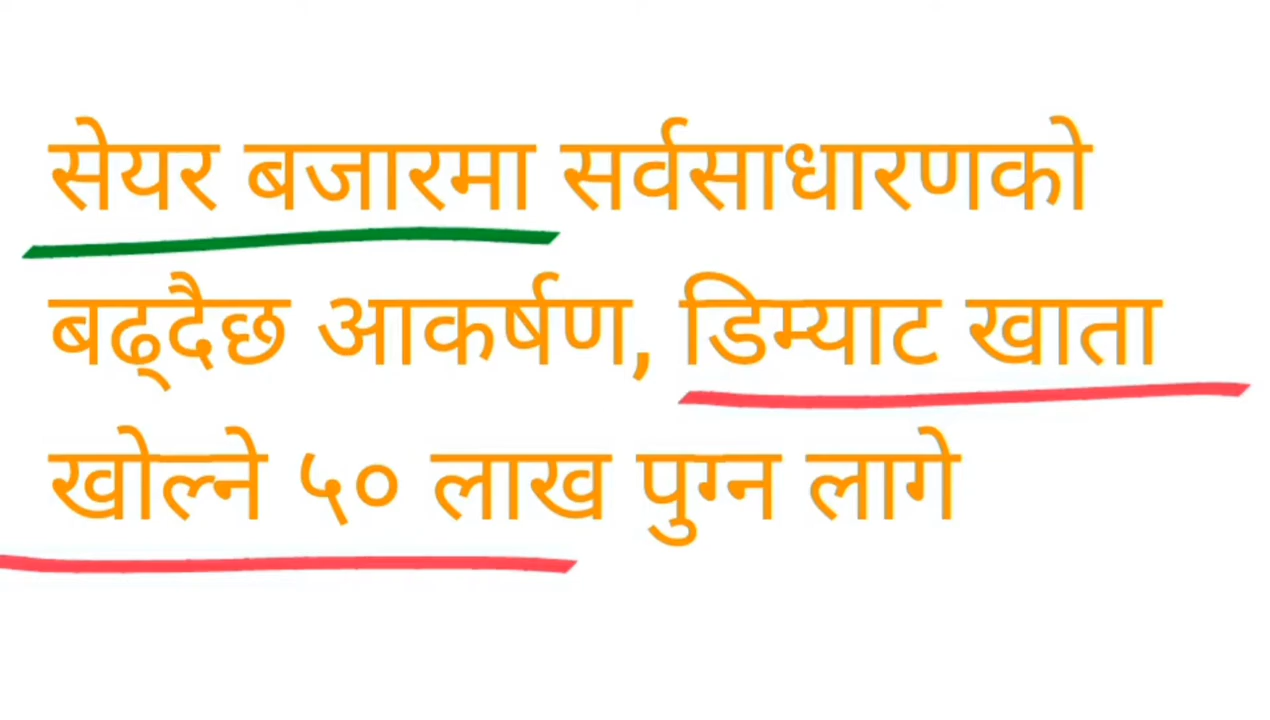 सेयर बजारमा सर्वसाधारणको
बढ्दैछ आकर्षण, डिम्याट खाता
खोल्ने ५० लाख पुग्न लागे